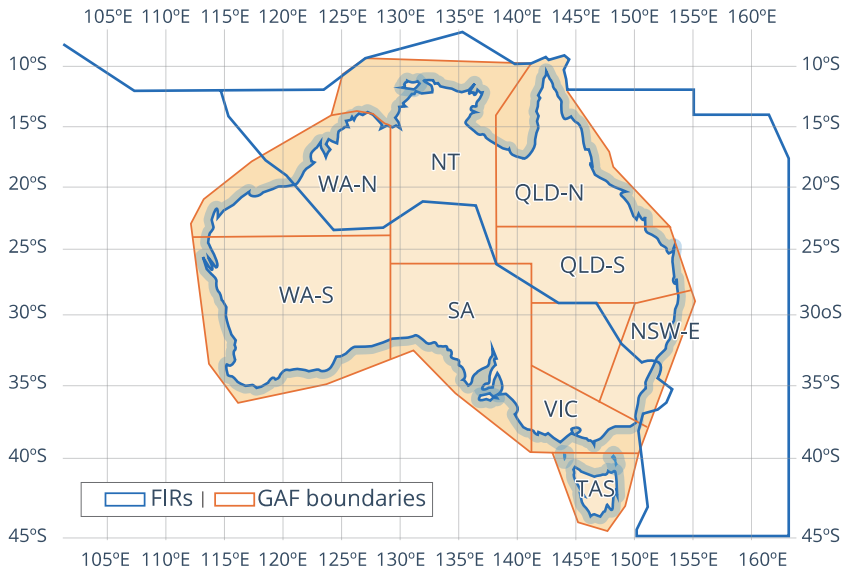 105ºE 110ºE 115ºE 120ºE 125ºE 130ºE 135ºE 140ºE 145ºE 150ºE 155ºE 160ºE
10ºS 10ºS
15ºS 15ºS
NT
WA-N QLD-N
20ºS 20ºS
25ºS 25ºS
QLD-S
WA-S
SA
30ºS 30oS
NSW-E
35ºS 35ºS
VIC
40ºS 40ºS
TAS
FIRs | GAF boundaries
45ºS 45ºS
105ºE 110ºE 115ºE 120ºE 125ºE 130ºE 135ºE 140ºE 145ºE 150ºE 155ºE 160ºE